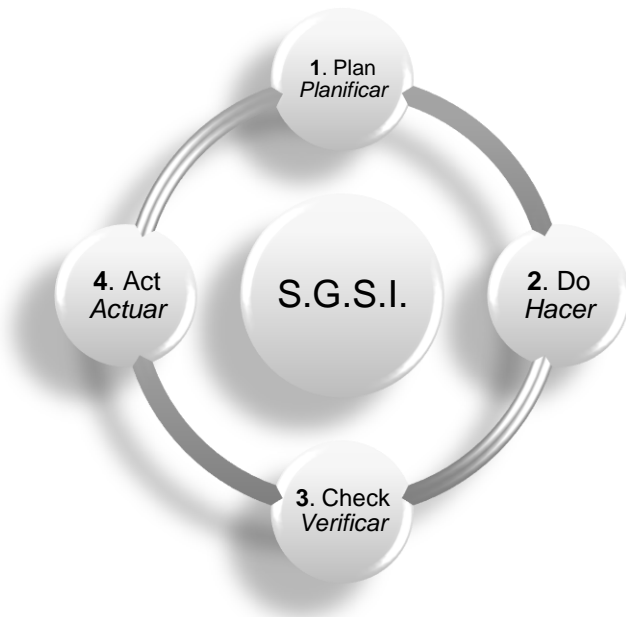 1. Plan
Planificar
2. Do
Hacer
3. Check
Verificar
4. Act
Actuar
S.G.S.I.